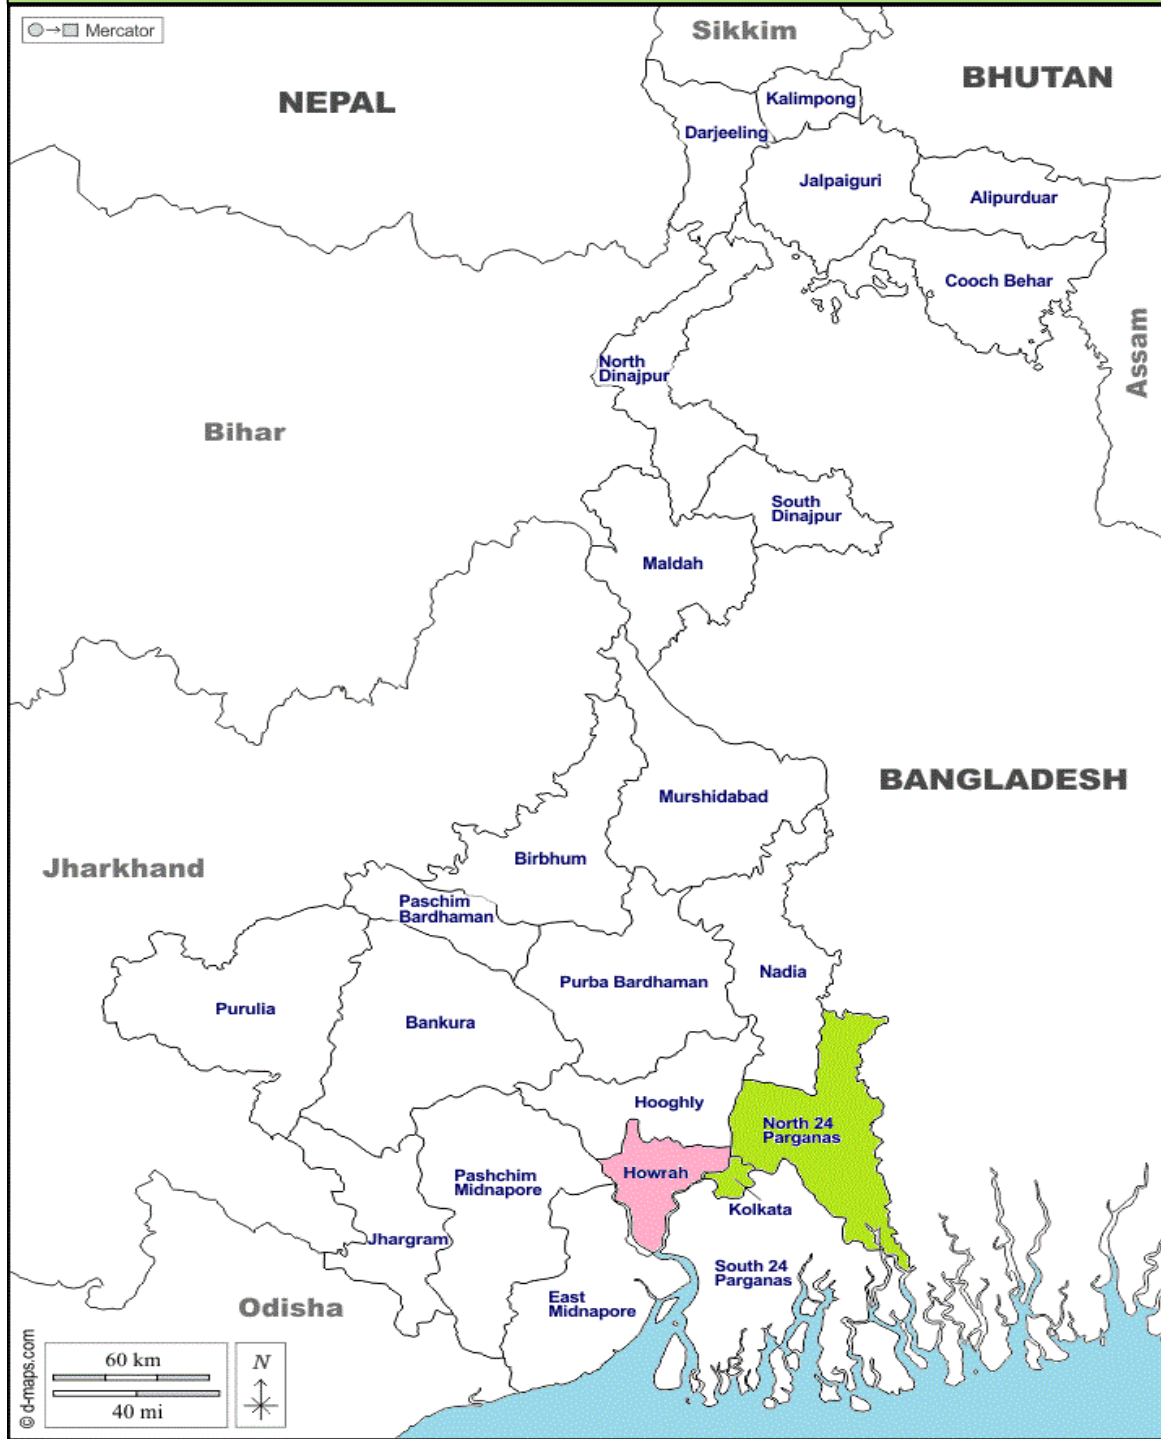 Mercator
Sikkim
BHUTAN
NEPAL
Kalimpong
Darjeeling
Jalpaiguri
Alipurduar
Cooch Behar
Assam
North
Dinajpur
Bihar
South
Dinajpur
Maldah
BANGLADESH
Murshidabad
Birbhum
Jharkhand
Paschim
Bardhaman
Nadia
Purba Bardhaman
Purulia
Bankura
Hooghly
North 24
Parganas
Howrah
Pashchim
Midnapore
Kolkata
Jhargram
South 24
Parganas
East
Midnapore
Odisha
© d-maps.com
60 km
40 mi
N